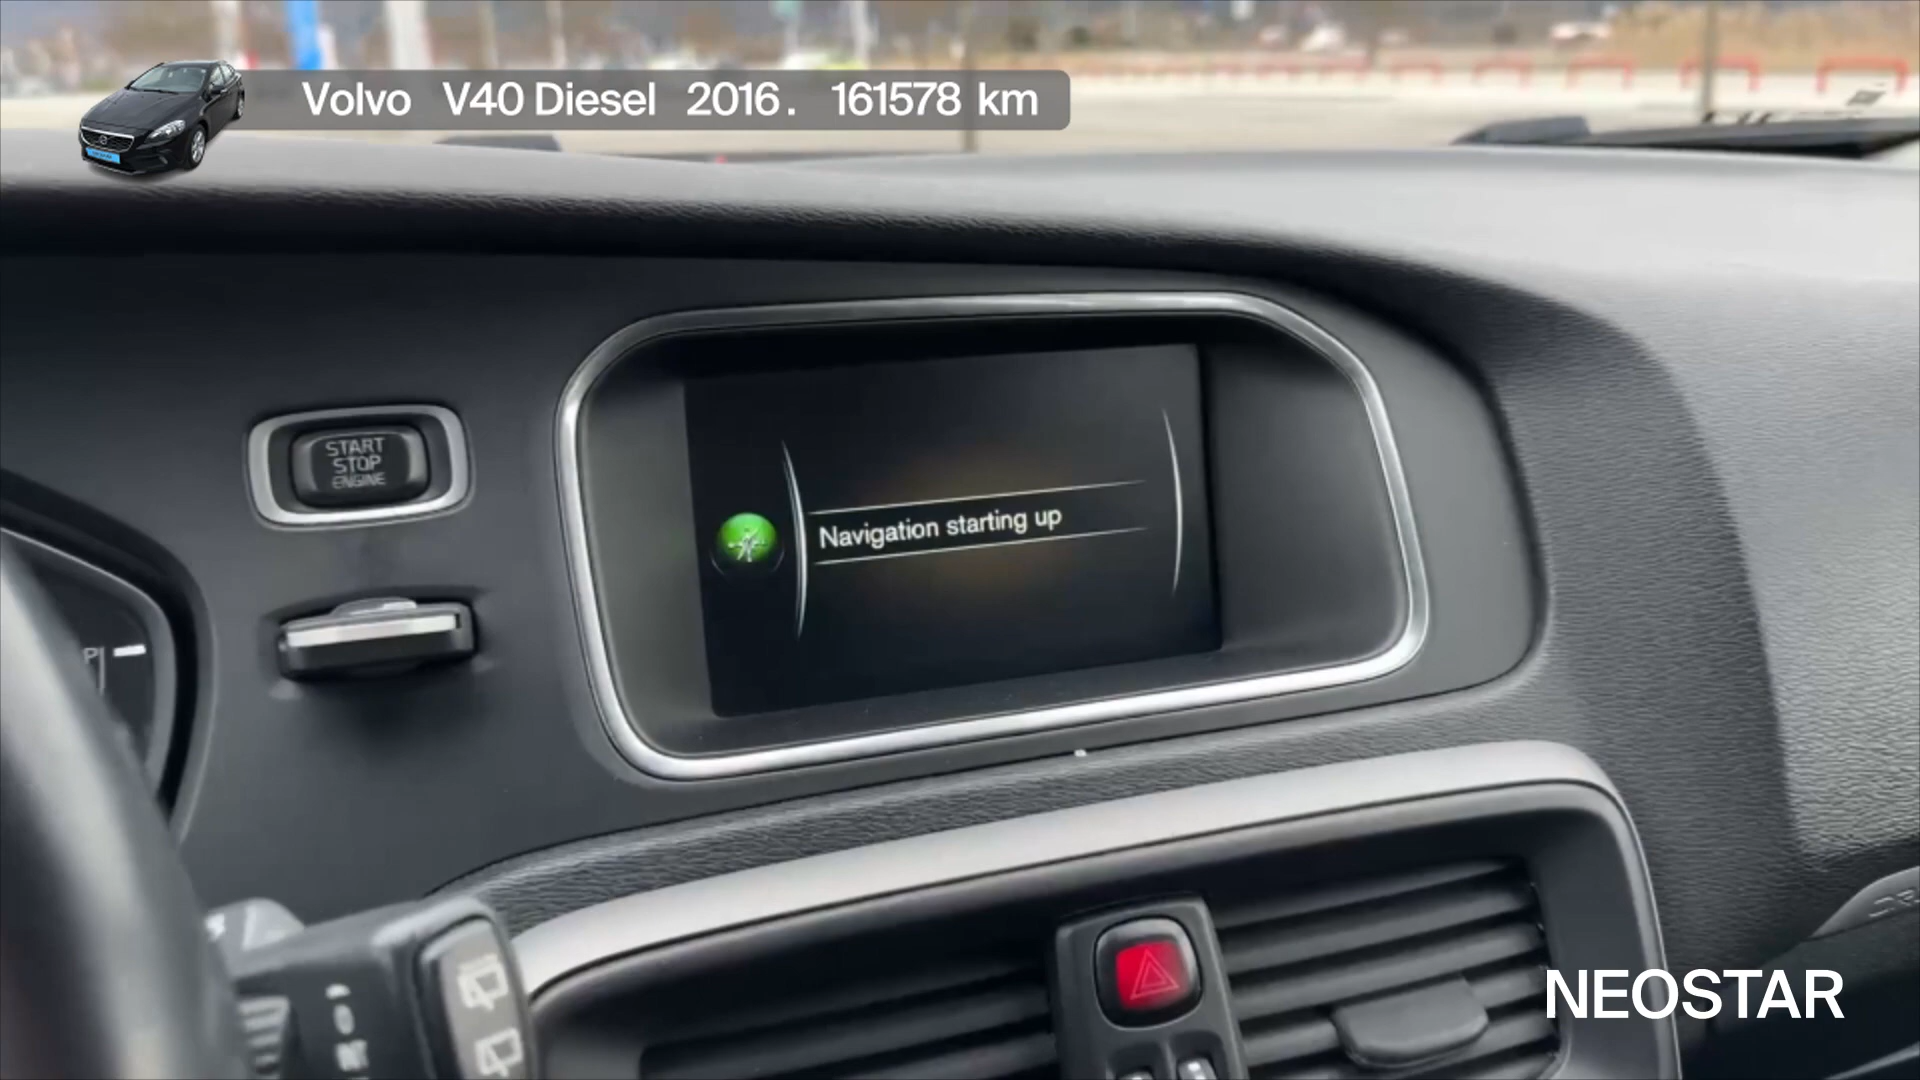 Volvo V40 Diesel 2016. 161578 km
START
STOP
ENGINE
Navigation starting up
NEOSTAR